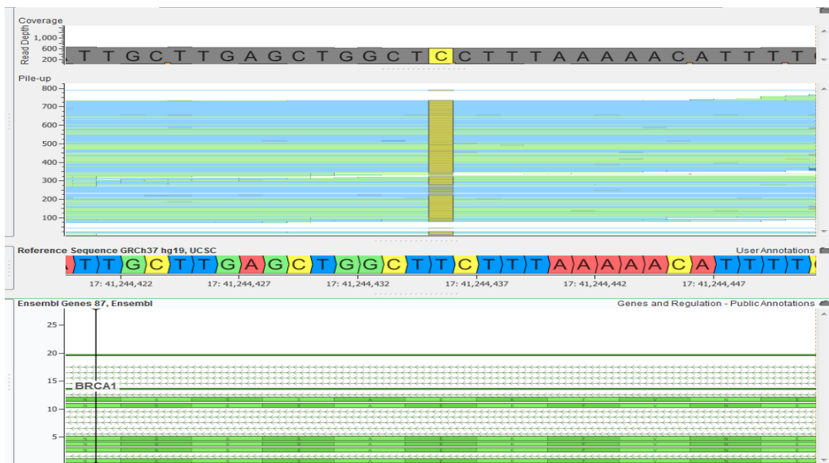 Coverage
Read Depth
1,000
600
200
T T G C T T G A G C T G G C T C C T T T A A A A A C A T T T T
Pile-up
800
700
600
500
400
300
200
100
Reference Sequence GRCh37 hg19, UCSC
User Annotations
T T G C T T G A G C T G G C T T C T T T A A A A A C A T T T T
17: 41,244,422 17: 41,244,427 17: 41,244,432 17: 41,244,437 17: 41,244,442 17: 41,244,447
Ensembl Genes 87, Ensembl
Genes and Regulation - Public Annotations
25
20
15
BRCA1
10
5